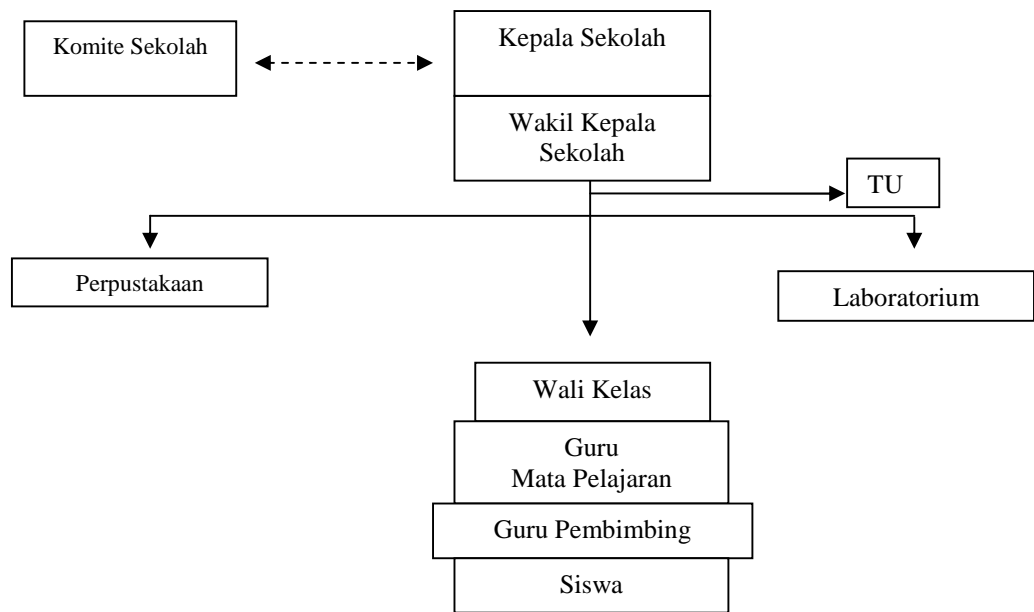 Komite Sekolah
Kepala Sekolah
Wakil Kepala
Sekolah
TU
Perpustakaan
Laboratorium
Wali Kelas
Guru
Mata Pelajaran
Guru Pembimbing
Siswa